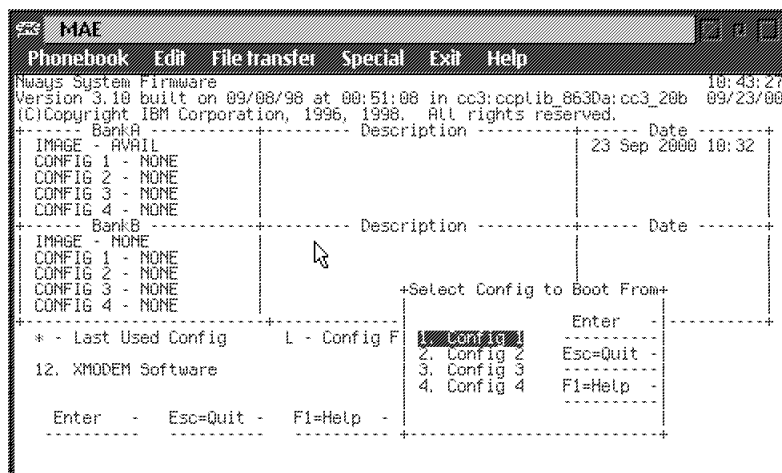 MAE
Phonebook Edit File transfer Special Exit Help
Nways System Firmware 10:43:27
Version 3.10 built on 09/08/98 at 00:51:08 in cc3:ccplib_863Da:cc3_20b 09/23/00
(C)Copyright IBM Corporation, 1996, 1998. All rights reserved.
+------- BankA -----------+-------- Description ----------+------- Date -------+
IMAGE - AVAIL 23 Sep 2000 10:32
CONFIG 1 - NONE
CONFIG 2 - NONE
CONFIG 3 - NONE
CONFIG 4 - NONE
+------- BankB -----------+-------- Description ----------+------- Date -------+
IMAGE - NONE
CONFIG 1 - NONE
CONFIG 2 - NONE
CONFIG 3 - NONE
CONFIG 4 - NONE
+Select Config to Boot From+
Enter -
* - Last Used Config L - Config F
1. Config 1
2. Config 2 Esc=Quit -
12. XMODEM Software
3. Config 3
4. Config 4 F1=Help -
Enter - Esc=Quit - F1=Help -